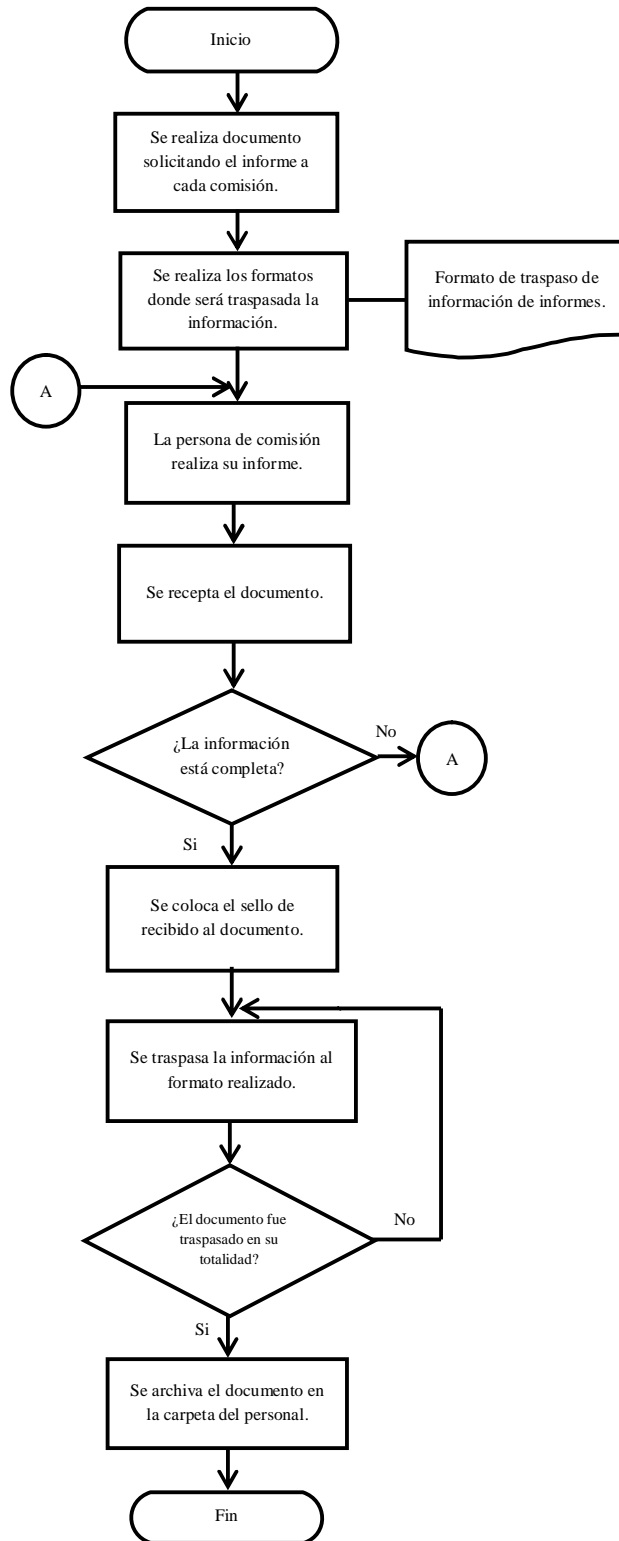 Inicio
Se realiza documento
solicitando el informe a
cada comisión.
Se realiza los formatos
donde será traspasada la
información.
Formato de traspaso de
información de informes.
A
La persona de comisión
realiza su informe.
Se recepta el documento.
¿La información
está completa?
No
A
Si
Se coloca el sello de
recibido al documento.
Se traspasa la información al
formato realizado.
¿El documento fue
traspasado en su
totalidad?
No
Si
Se archiva el documento en
la carpeta del personal.
Fin